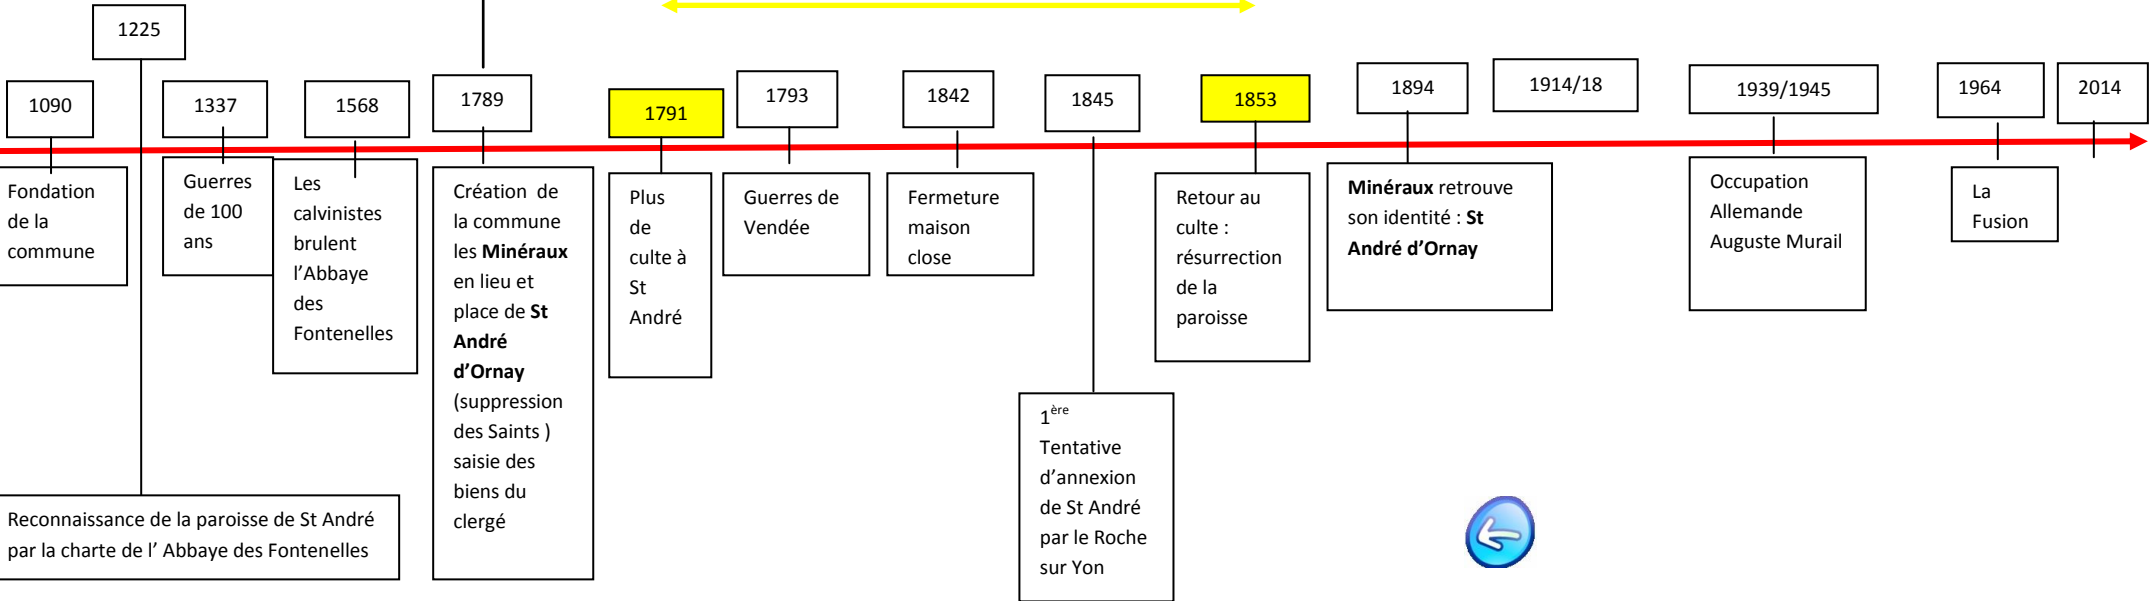 1225
1090
1337
1568
1789
1791
1793
1842
1845
1853
1894
1914/18
1939/1945
1964
2014
Fondation
de la
commune
Guerres
de 100
ans
Les
calvinistes
brulent
l’Abbaye
des
Fontenelles
Création de
la commune
les Minéraux
en lieu et
place de St
André
d’Ornay
(suppression
des Saints )
saisie des
biens du
clergé
Plus
de
culte à
St
André
Guerres de
Vendée
Fermeture
maison
close
Retour au
culte :
résurrection
de la
paroisse
Minéraux retrouve
son identité : St
André d’Ornay
Occupation
Allemande
Auguste Murail
La
Fusion
1ère
Tentative
d’annexion
de St André
par le Roche
sur Yon
Reconnaissance de la paroisse de St André
par la charte de l’ Abbaye des Fontenelles